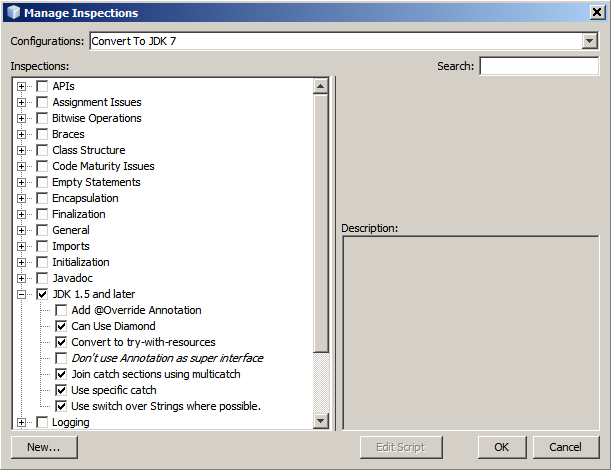 Manage Inspections
Configurations: Convert To JDK 7
Inspections:
Search:
APIs
Assignment Issues
Bitwise Operations
Braces
Class Structure
Code Maturity Issues
Empty Statements
Encapsulation
Finalization
General
Imports
Initialization
Javadoc
JDK 1.5 and later
Add @Override Annotation
Can Use Diamond
Convert to try-with-resources
Don't use Annotation as super interface
Join catch sections using multicatch
Use specific catch
Use switch over Strings where possible.
Logging
Description:
New...
Edit Script
OK
Cancel